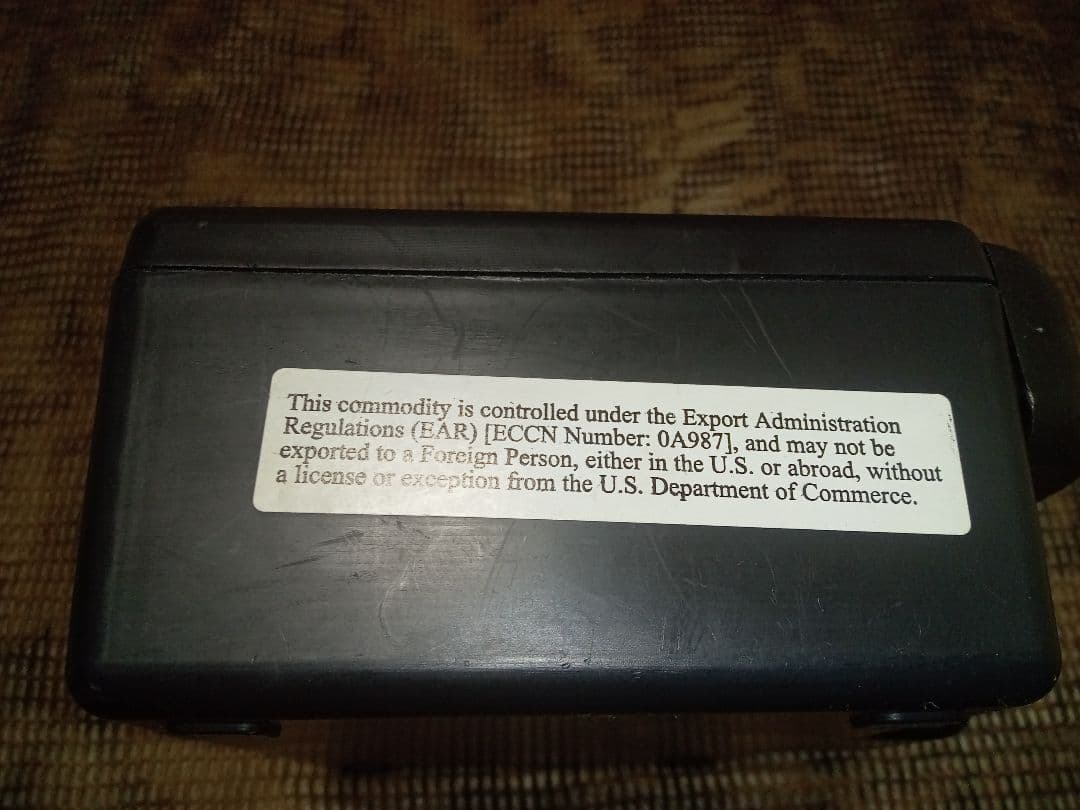 This commodity is controlled under the Export Administration
Regulations (EAR) [ECCN Number: 0A987], and may not be
exported to a Foreign Person, either in the U.S. or abroad, without
a license or exception from the U.S. Department of Commerce.